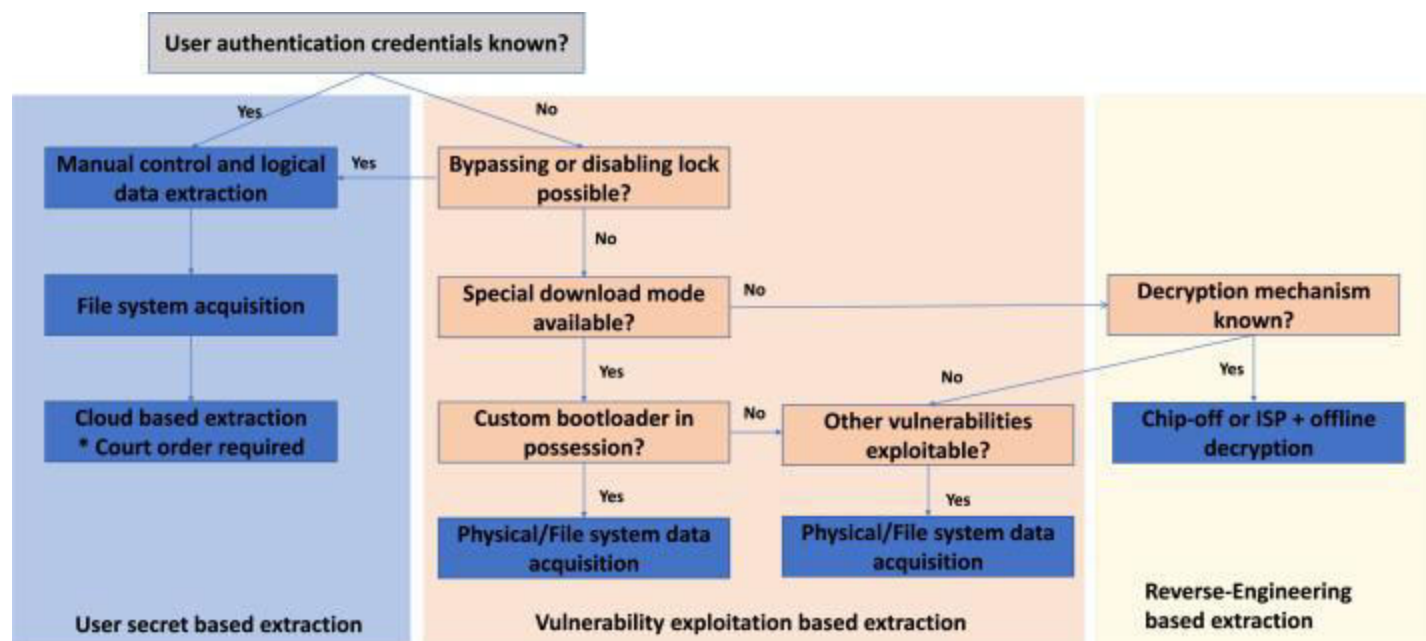 User authentication credentials known?
Yes
No
Manual control and logical
data extraction
Yes
Bypassing or disabling lock
possible?
No
File system acquisition
Special download mode
available?
No
Decryption mechanism
known?
Yes
No
Yes
Cloud based extraction
* Court order required
Custom bootloader in
possession?
No
Other vulnerabilities
exploitable?
Chip-off or ISP + offline
decryption
Yes
Yes
Physical/File system data
acquisition
Physical/File system data
acquisition
User secret based extraction
Vulnerability exploitation based extraction
Reverse-Engineering
based extraction